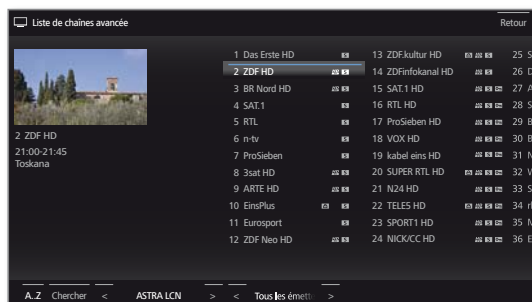 Liste de chaînes avancée
Retour
2 ZDF HD
21:00-21:45
Toskana
1 Das Erste HD
2 ZDF HD
3 BR Nord HD
4 SAT.1
5 RTL
6 n-tv
7 ProSieben
8 3sat HD
9 ARTE HD
10 EinsPlus
11 Eurosport
12 ZDF Neo HD
13 ZDF.kultur HD
14 ZDFinfokanal HD
15 SAT.1 HD
16 RTL HD
17 ProSieben HD
18 VOX HD
19 kabel eins HD
20 SUPER RTL HD
21 N24 HD
22 TELE5 HD
23 SPORT1 HD
24 NICK/CC HD
25 S
26
27 A
28 S
29 B
30 B
31 N
32 V
33 S
34 rl
35 N
36 E
A..Z Chercher < ASTRA LCN > < Tous les émett >